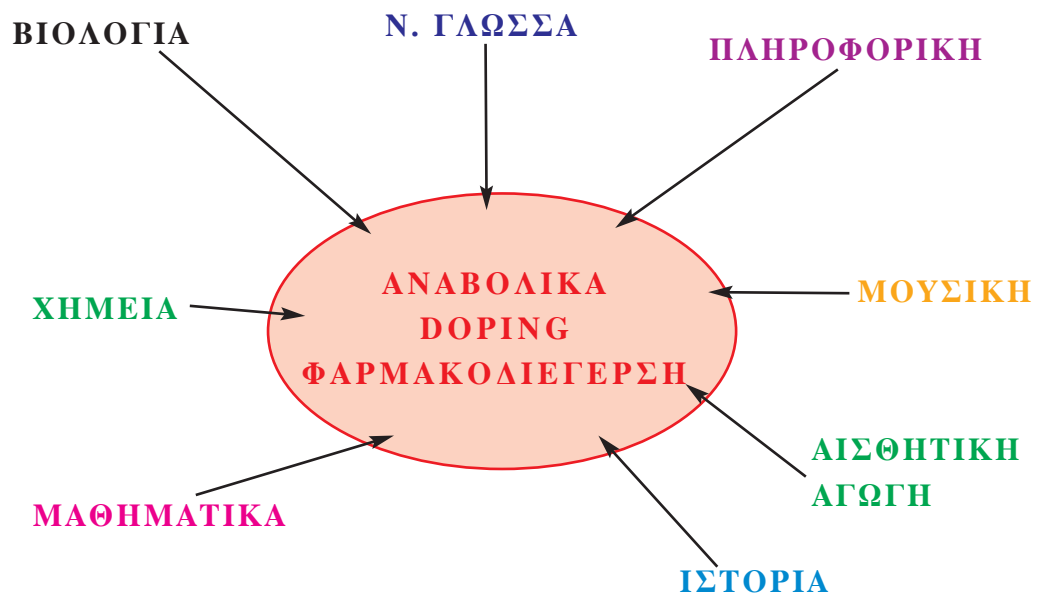 ΒΙΟΛΟΓΙΑ
Ν. ΓΛΩΣΣΑ
ΠΛΗΡΟΦΟΡΙΚΗ
ΧΗΜΕΙΑ
ΑΝΑΒΟΛΙΚΑ
DOPING
ΦΑΡΜΑΚΟΔΙΕΓΕΡΣΗ
ΜΟΥΣΙΚΗ
ΑΙΣΘΗΤΙΚΗ
ΑΓΩΓΗ
ΜΑΘΗΜΑΤΙΚΑ
ΙΣΤΟΡΙΑ